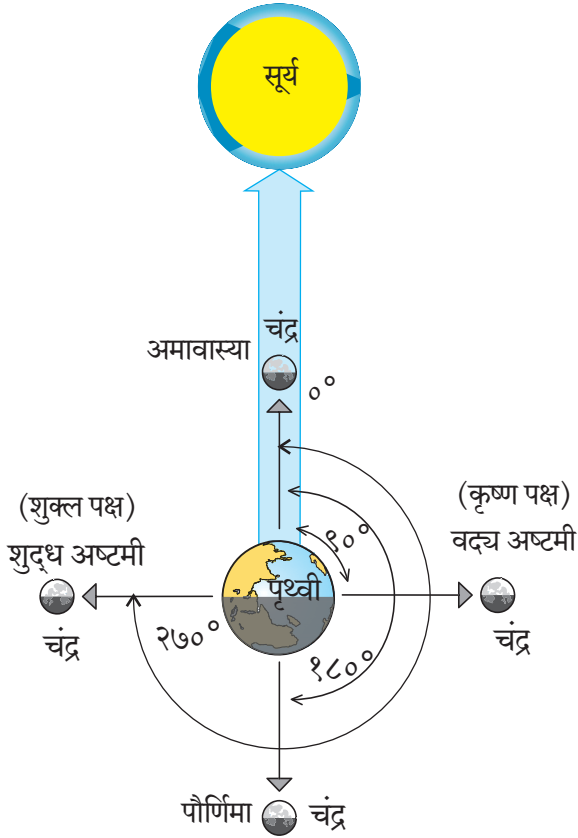 सूर्य
चंद्र
अमावास्या
०°
(शुक्ल पक्ष)
शुद्ध अष्टमी
(कृष्ण पक्ष)
वद्य अष्टमी
९०°
पृथ्वी
चंद्र
२७०°
१८०°
चंद्र
पौर्णिमा चंद्र